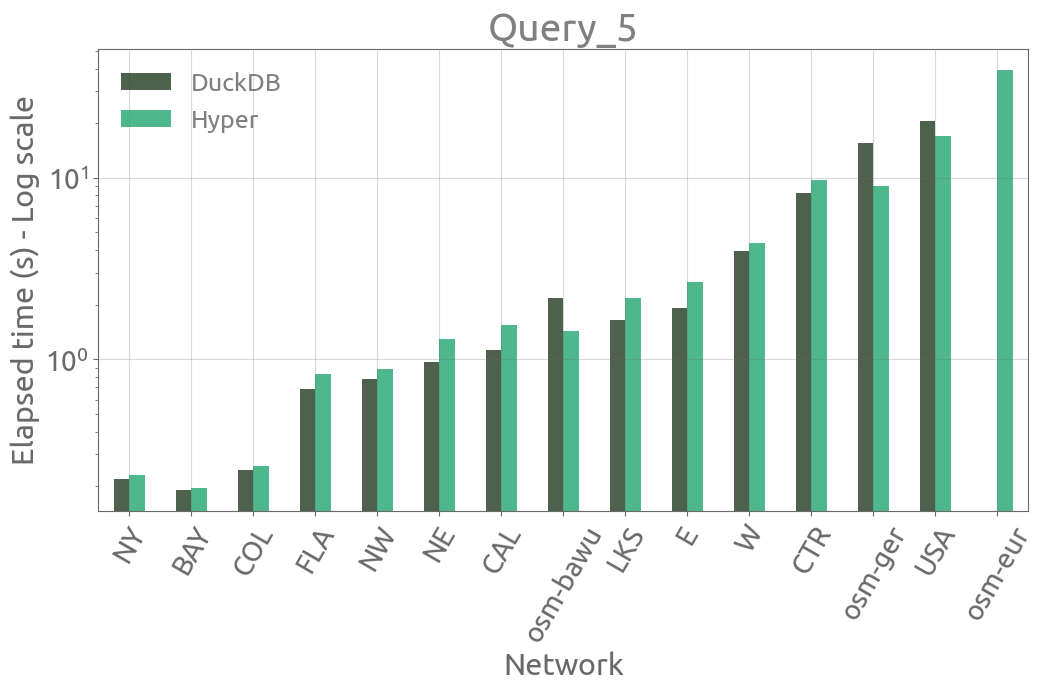 Query_5
DuckDB
Hyper
Elapsed time (s) - Log scale
10¹
10⁰
NY
BAY
COL
FLA
NW
NE
CAL
osm-bawu
LKS
E
W
CTR
osm-ger
USA
osm-eur
Network